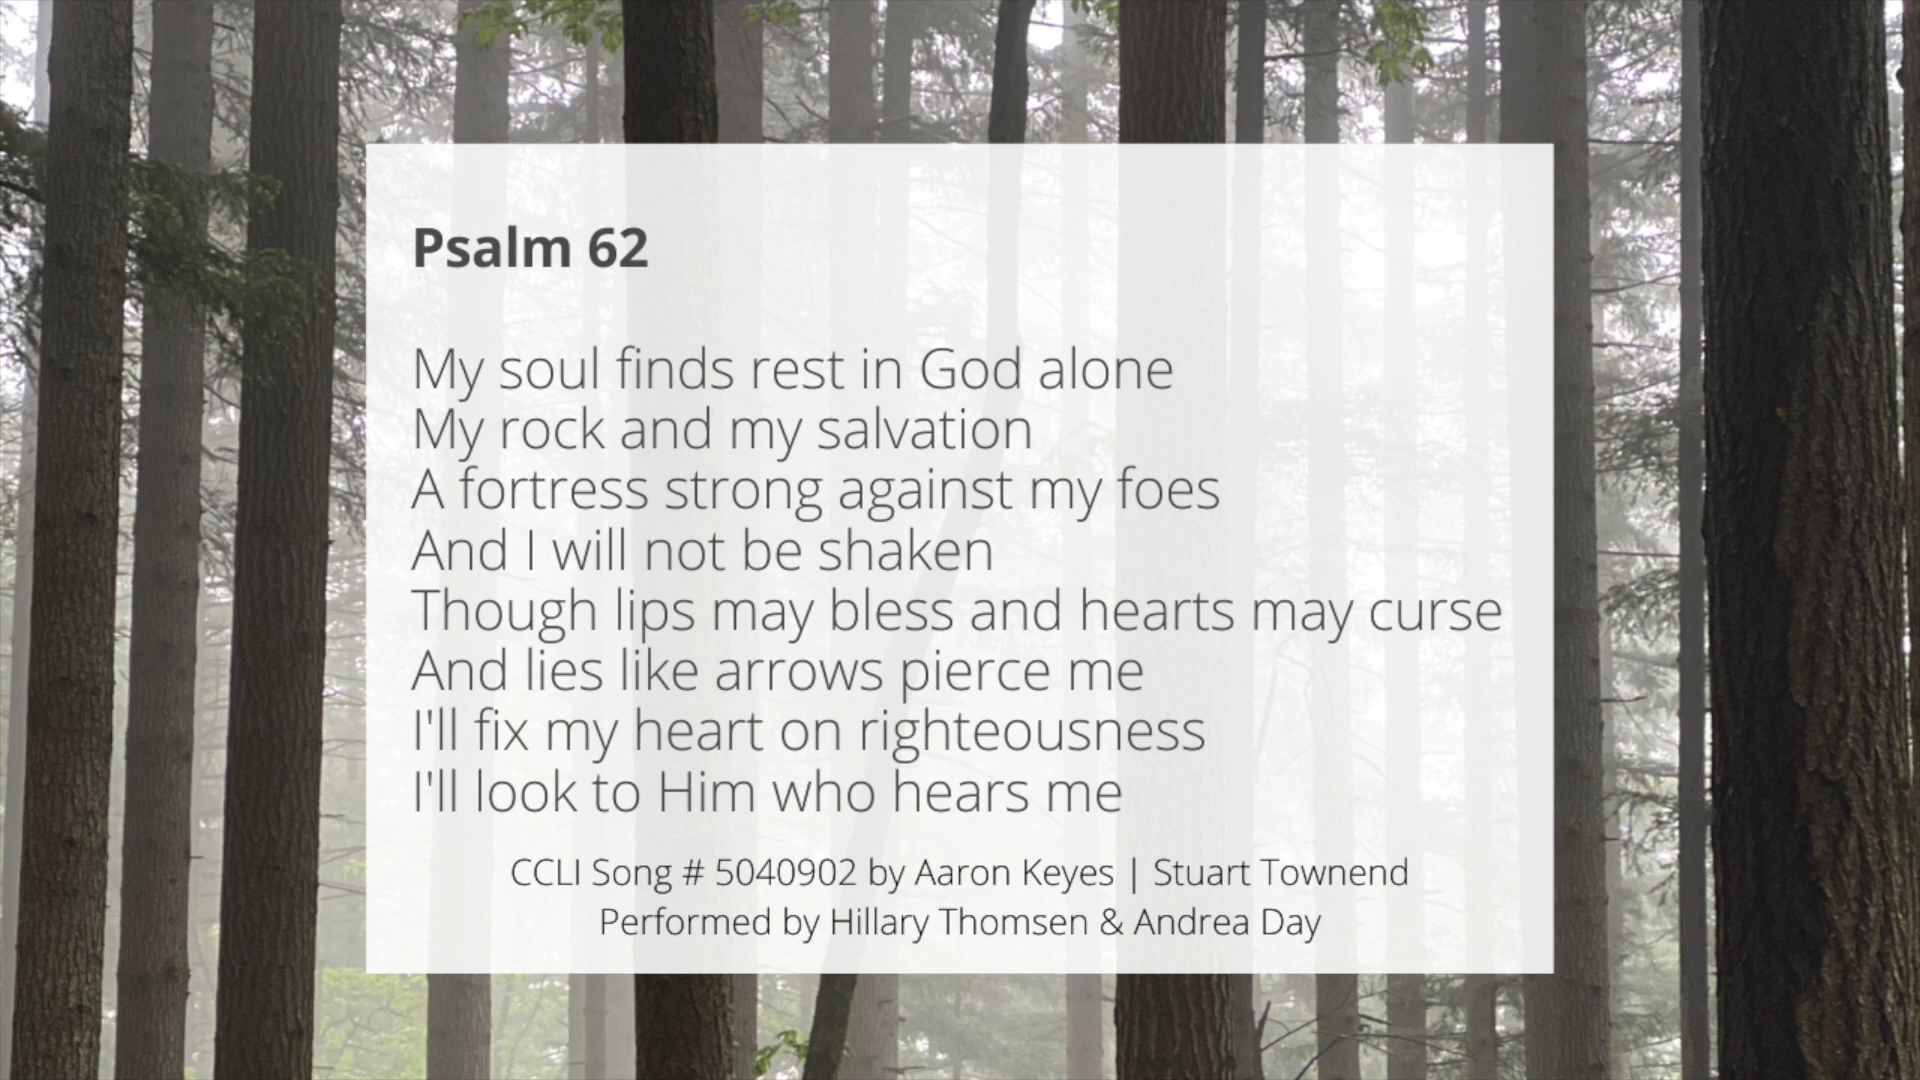 Psalm 62
My soul finds rest in God alone
My rock and my salvation
A fortress strong against my foes
And I will not be shaken
Though lips may bless and hearts may curse
And lies like arrows pierce me
I'll fix my heart on righteousness
I'll look to Him who hears me
CCLI Song # 5040902 by Aaron Keyes | Stuart Townend
Performed by Hillary Thomsen & Andrea Day